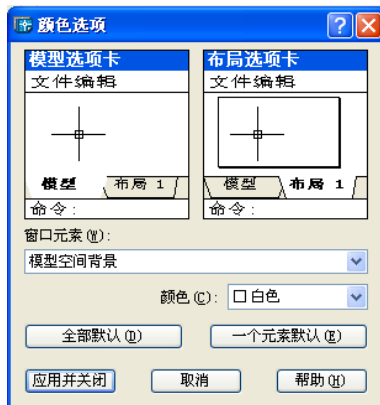 颜色选项
模型选项卡
文件编辑
模型
布局 1
命令:
布局选项卡
文件编辑
模型
布局 1
命令:
窗口元素(W):
模型空间背景
颜色(C):
白色
全部默认(D)
一个元素默认(E)
应用并关闭
取消
帮助(H)